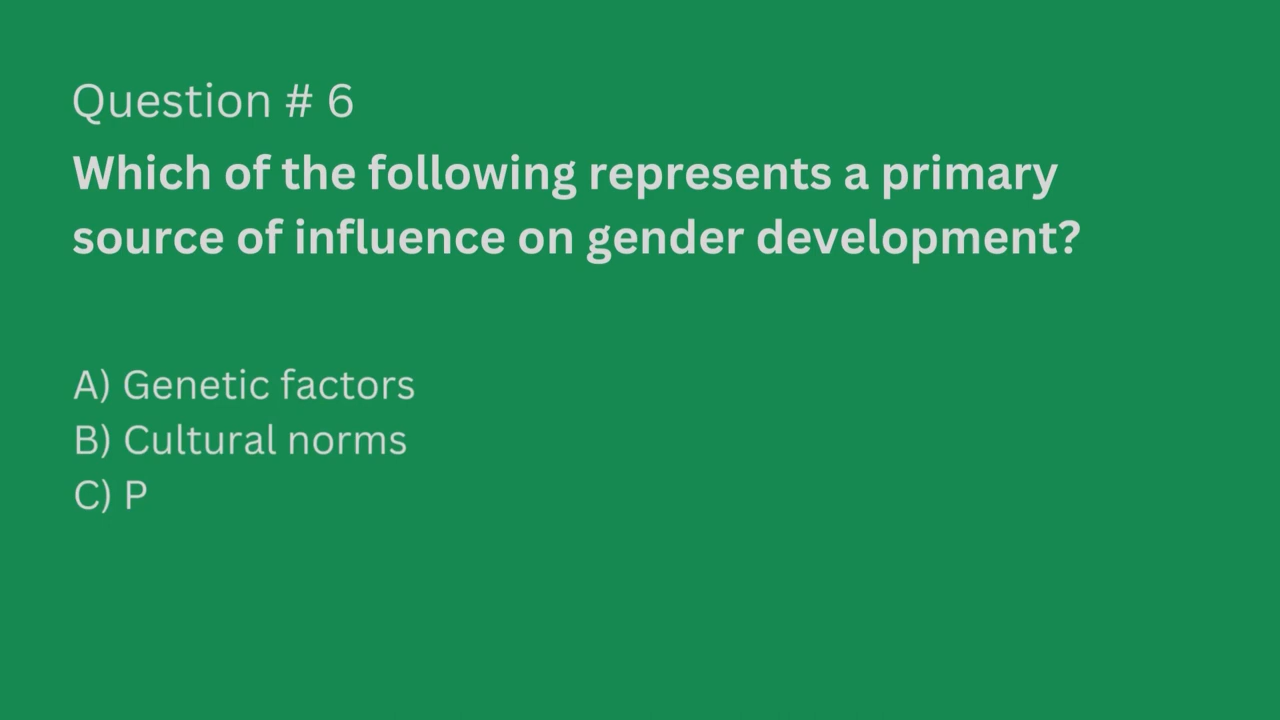 Question # 6
Which of the following represents a primary
source of influence on gender development?
A) Genetic factors
B) Cultural norms
C) P